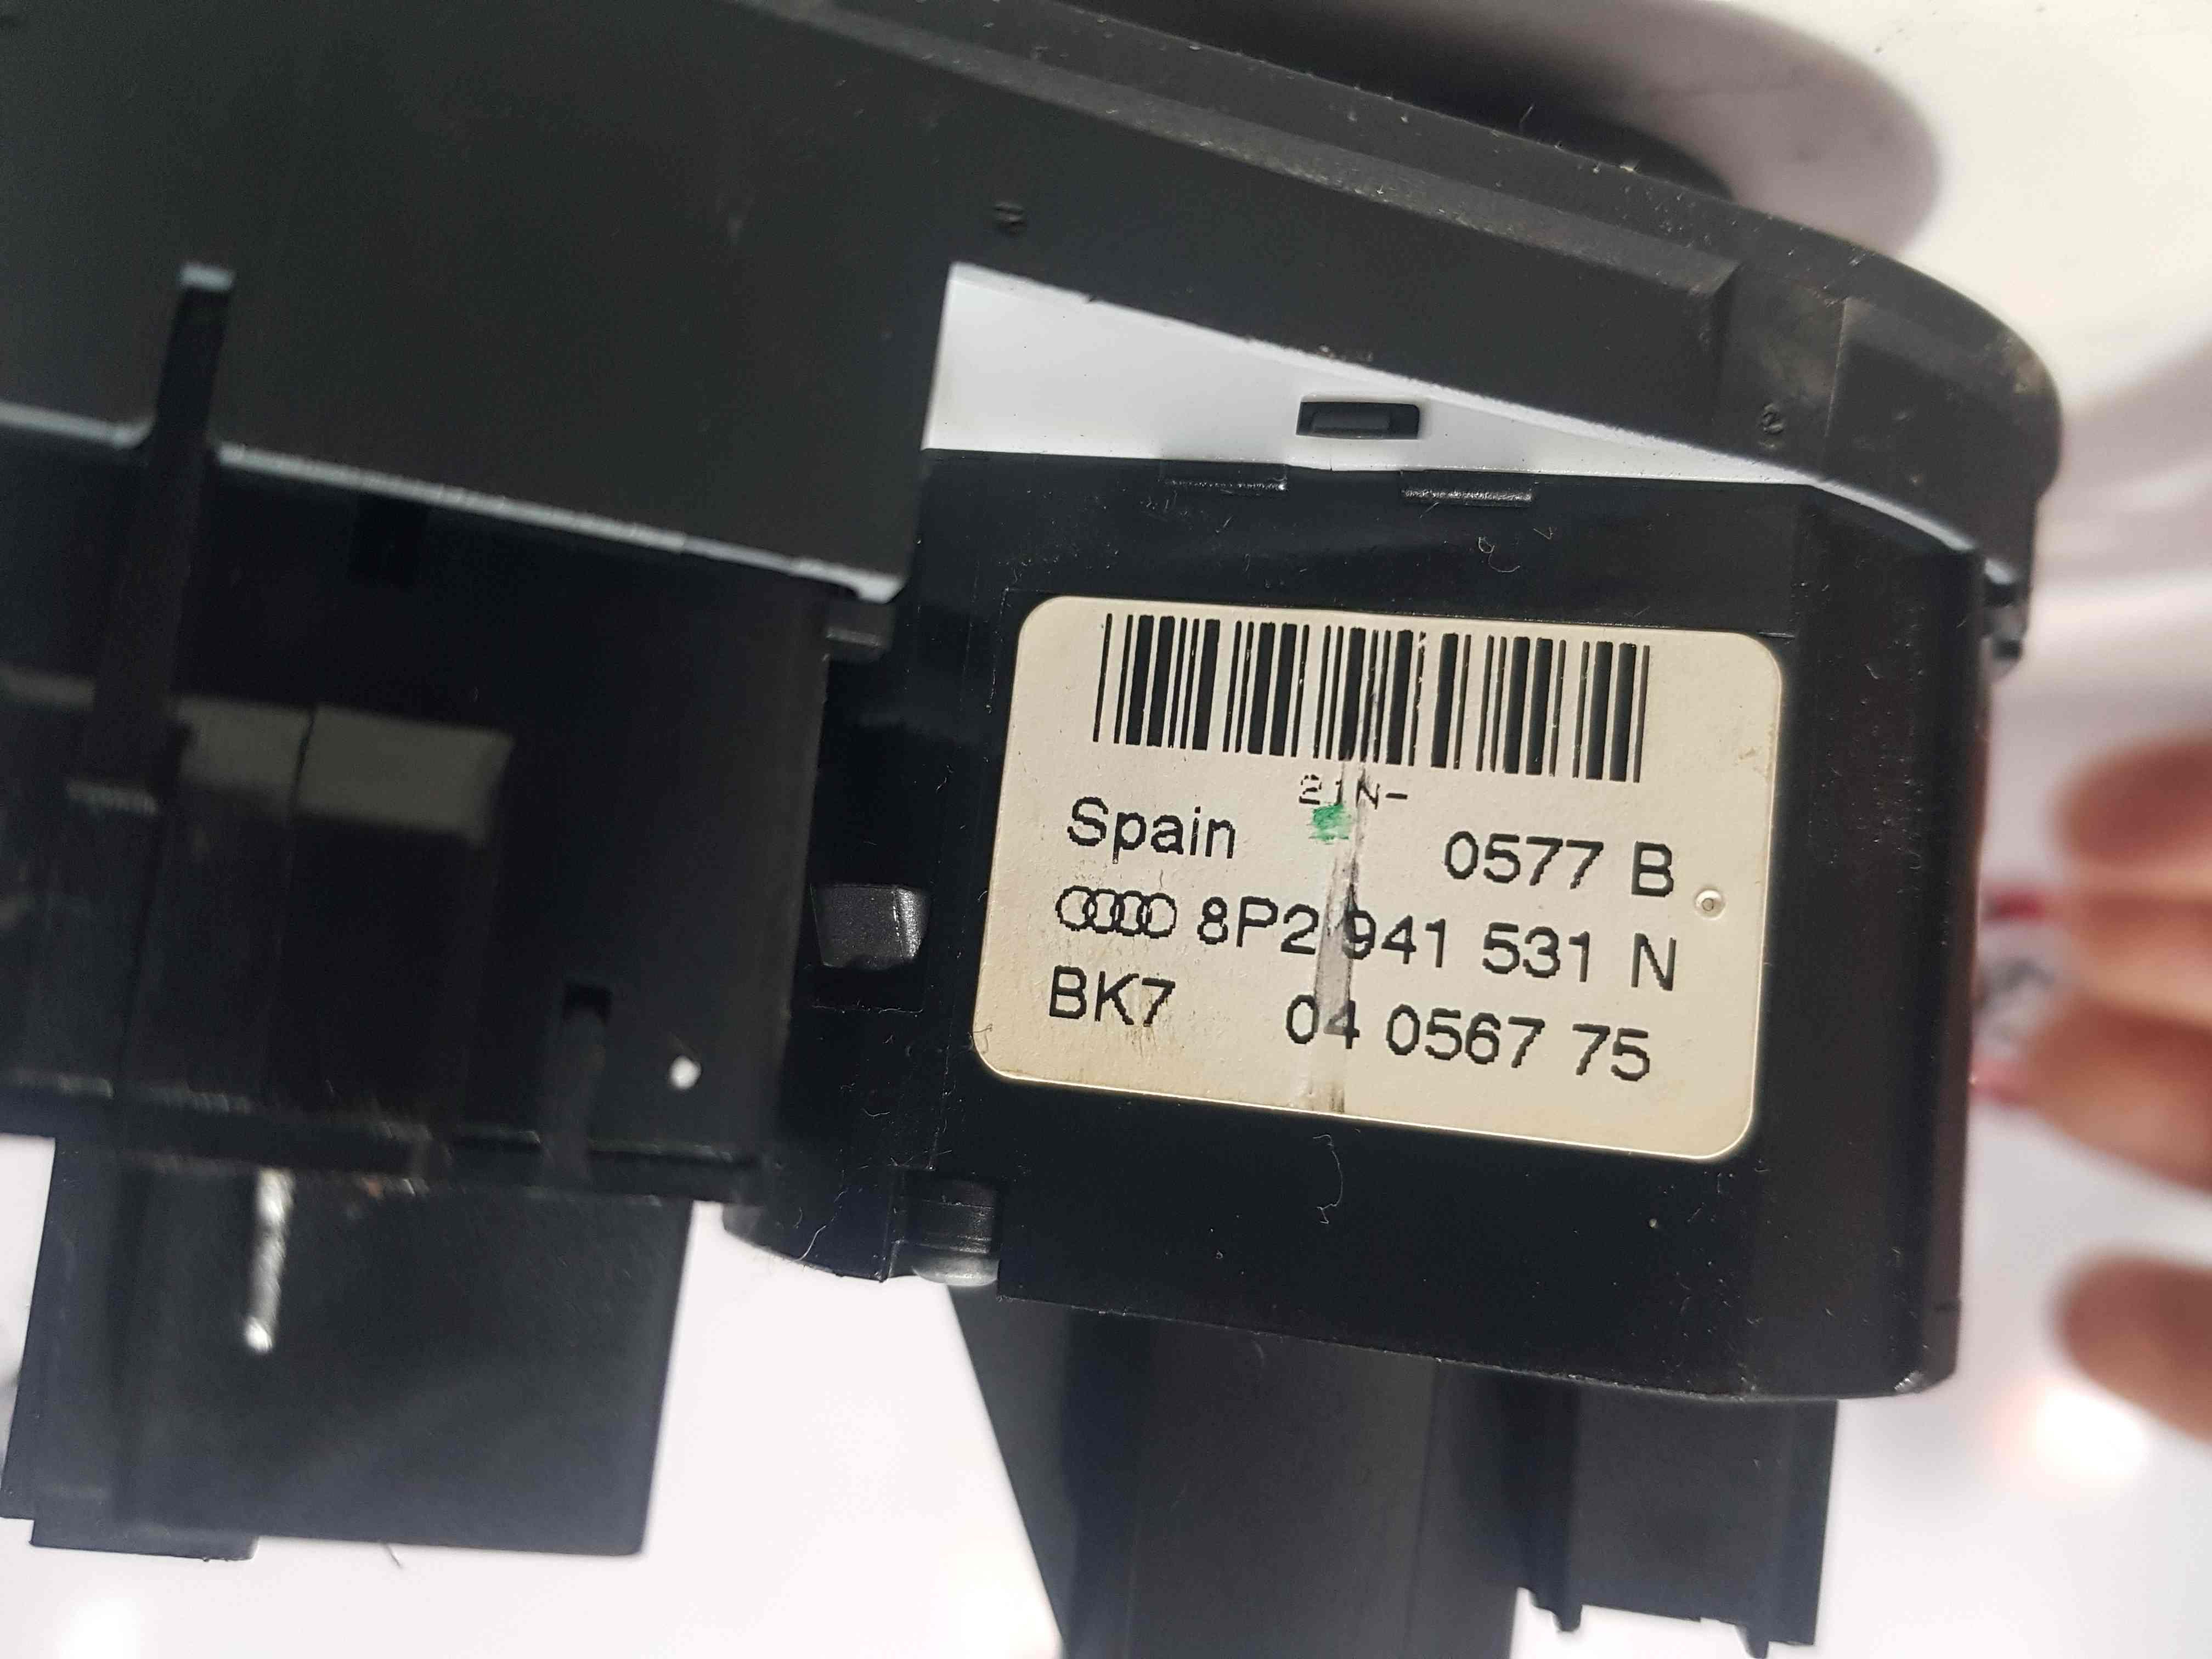 21N-
Spain 0577 B
8P2 941 531 N
BK7 04 0567 75